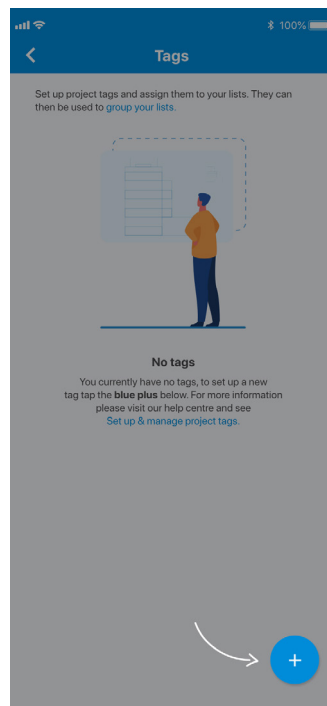 100%
Tags
Set up project tags and assign them to your lists. They can
then be used to group your lists.
No tags
You currently have no tags, to set up a new
tag tap the blue plus below. For more information
please visit our help centre and see
Set up & manage project tags.
+